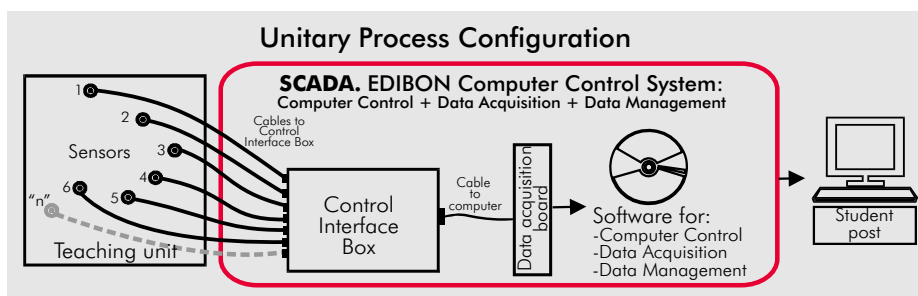 Unitary Process Configuration
SCADA. EDIBON Computer Control System:
Computer Control + Data Acquisition + Data Management
1
2
3
4
5
6
“n”
Sensors
Teaching unit
Cables to
Control
Interface Box
Control
Interface
Box
Cable
to
computer
Data acquisition
board
Software for:
-Computer Control
-Data Acquisition
-Data Management
Student
post